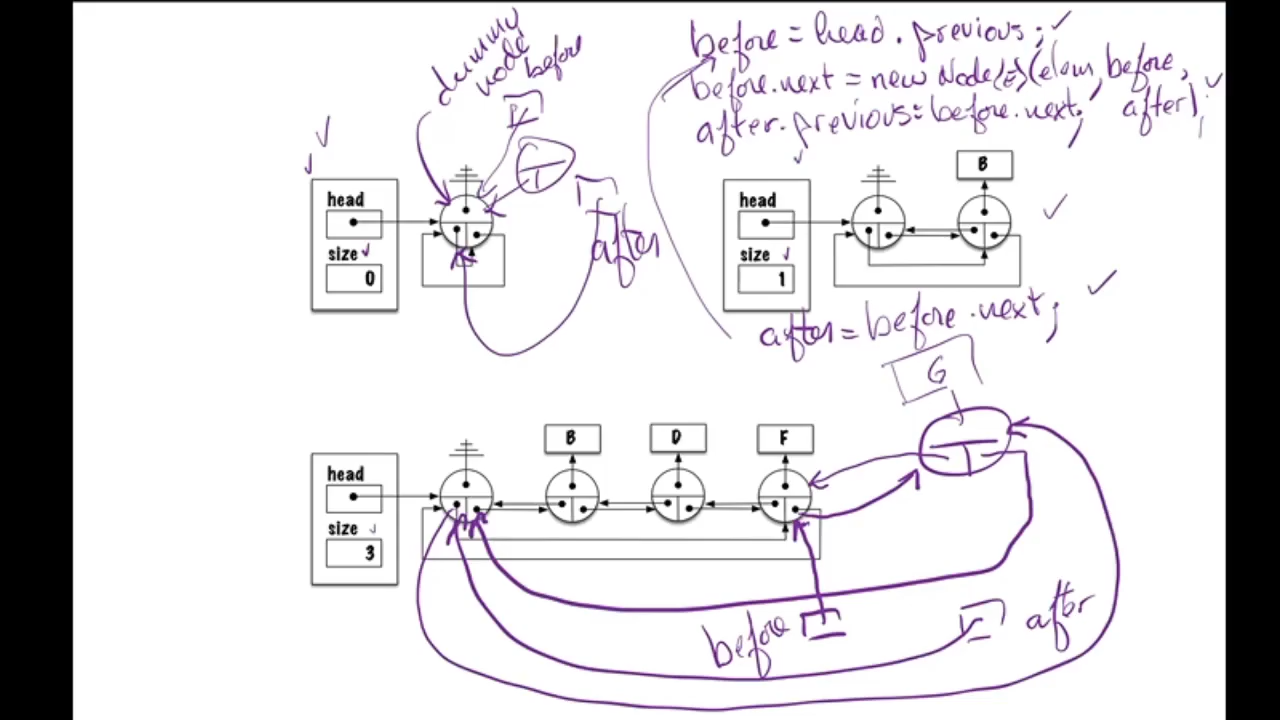 dummy
node
before
before = head.previous;
before.next = new Node<E>(elem, before,
after);
after.previous = before.next;
head
size
0
after
head
size
1
B
after = before.next;
G
head
size
3
B
D
F
before
after